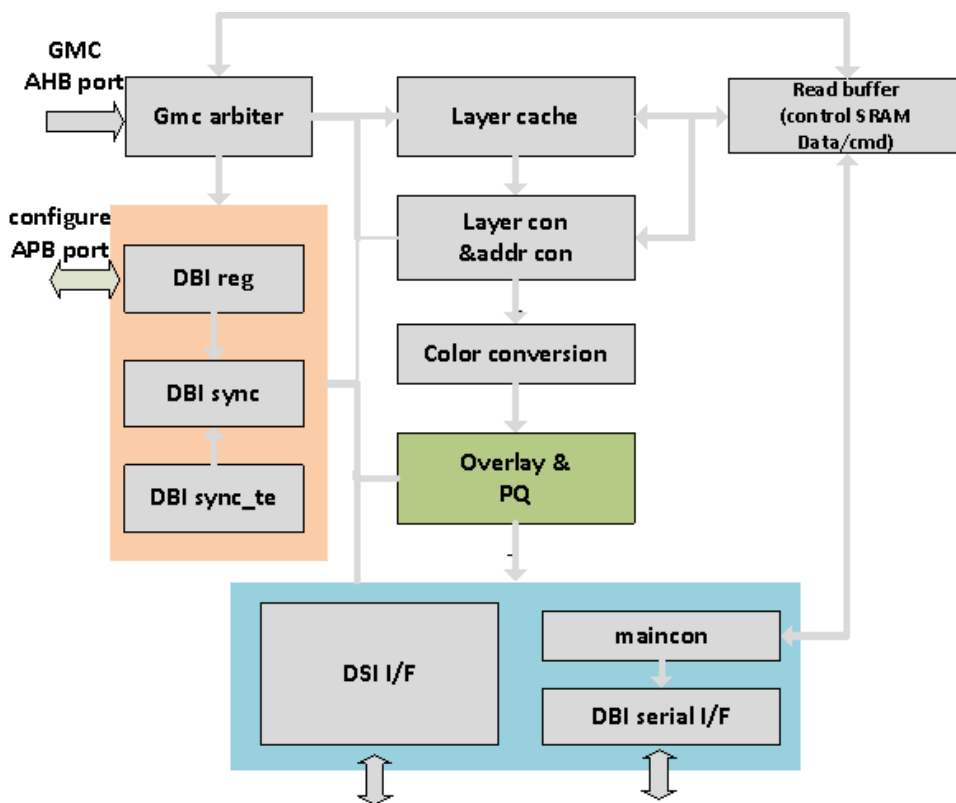 GMC
AHB port
Gmc arbiter
Layer cache
Read buffer
(control SRAM
Data/cmd)
configure
APB port
Layer con
&addr con
DBI reg
Color conversion
DBI sync
Overlay &
PQ
DBI sync_te
DSI I/F
maincon
DBI serial I/F